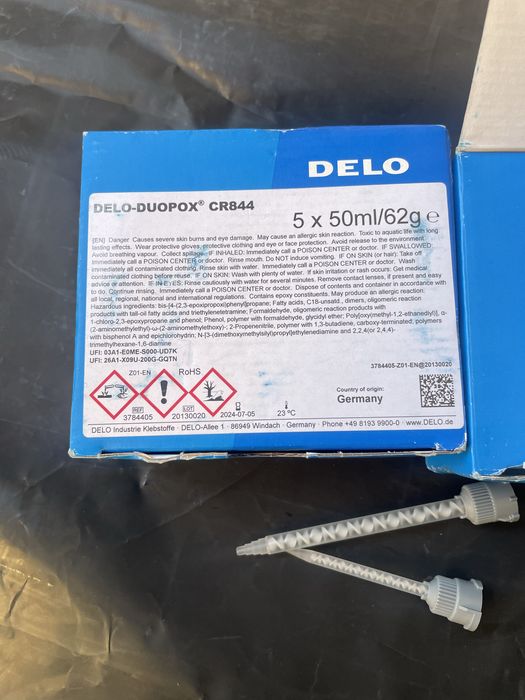 DELO
DELO-DUOPOX® CR844
5 x 50ml/62g e
[EN] Danger Causes severe skin burns and eye damage. May cause an allergic skin reaction. Toxic to aquatic life with long
lasting effects. Wear protective gloves, protective clothing and eye or face protection. Avoid release to the environment.
Avoid breathing vapour. Collect spillage. IF INHALED: Immediately call a POISON CENTER or doctor. IF SWALLOWED:
Immediately call a POISON CENTER or doctor. Rinse mouth. Do NOT induce vomiting. IF ON SKIN (or hair): Take off
immediately all contaminated clothing. Rinse skin with water. Immediately call a POISON CENTER or doctor. Wash
contaminated clothing before reuse. IF ON SKIN: Wash with plenty of water. If skin irritation or rash occurs: Get medical
advice or attention. IF IN EYES: Rinse cautiously with water for several minutes. Remove contact lenses, if present and easy
to do. Continue rinsing. Immediately call a POISON CENTER or doctor. Dispose of contents and container in accordance with
all local, regional, national and international regulations. Contains epoxy constituents. May produce an allergic reaction.
Hazardous ingredients: bis-[4-(2,3-epoxipropoxi)phenyl]propane; Fatty acids, C18-unsatd., dimers, oligomeric reaction
products with tall-oil fatty acids and triethylenetetramine; Formaldehyde, oligomeric reaction products with
1-chloro-2,3-epoxypropane and phenol; Phenol, polymer with formaldehyde, glycidyl ether; Poly[oxy(methyl-1,2-ethanediyl)], α-
(2-aminomethylethyl)-ω-(2-aminomethylethoxy)-; 2-Propenenitrile, polymer with 1,3-butadiene, carboxy-terminated, polymers
with bisphenol A and epichlorohydrin; N-[3-(dimethoxymethylsilyl)propyl]ethylenediamine and 2,2,4(or 2,4,4)-
trimethylhexane-1,6-diamine
UFI: 03A1-E0ME-S000-UD7K
UFI: 26A1-X09U-200G-GQTN
3784405-Z01-EN@20130020
Z01-EN RoHS
REF LOT
3784405 20130021 2024-07-05 23 °C
Country of origin:
Germany
DELO Industrie Klebstoffe · DELO-Allee 1 · 86949 Windach · Germany · Phone +49 8193 9900-0 · www.DELO.de